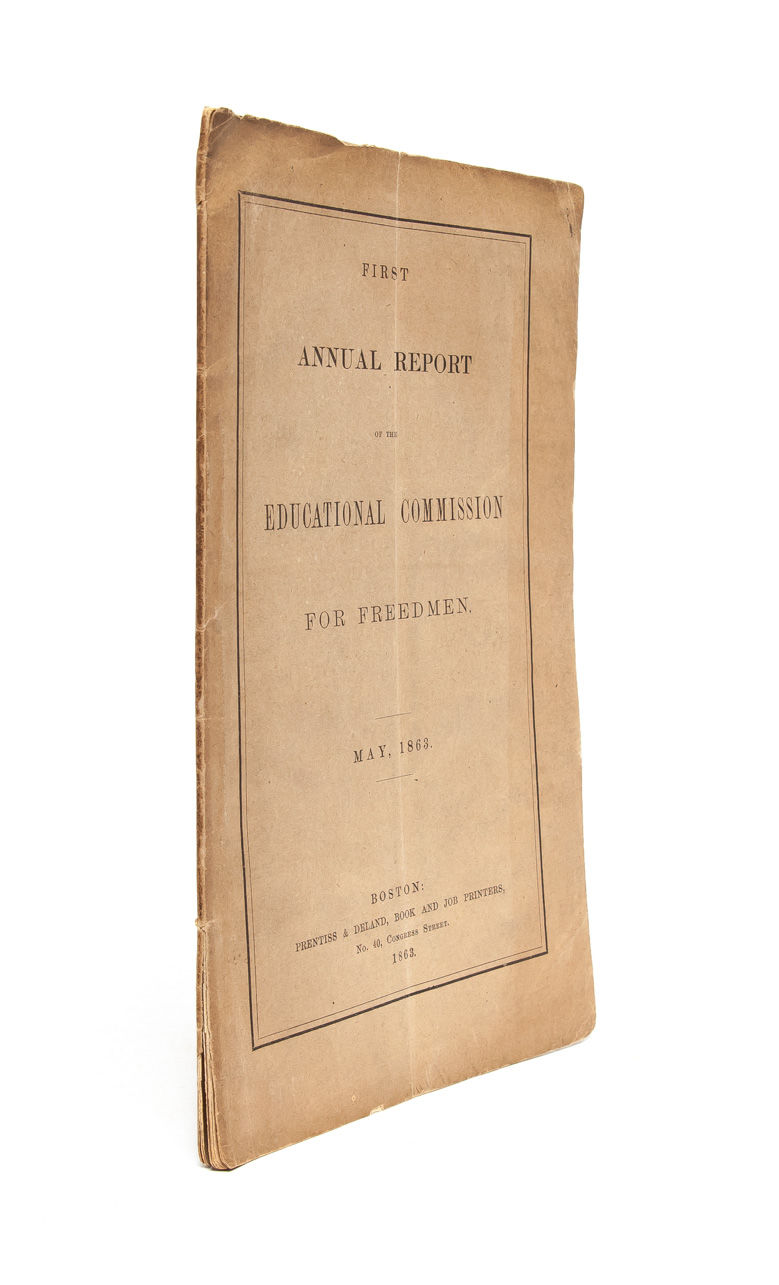 FIRST
ANNUAL REPORT
OF THE
EDUCATIONAL COMMISSION
FOR FREEDMEN.
MAY, 1863.
BOSTON:
PRENTISS & DELAND, BOOK AND JOB PRINTERS,
No. 40, Congress Street.
1863.